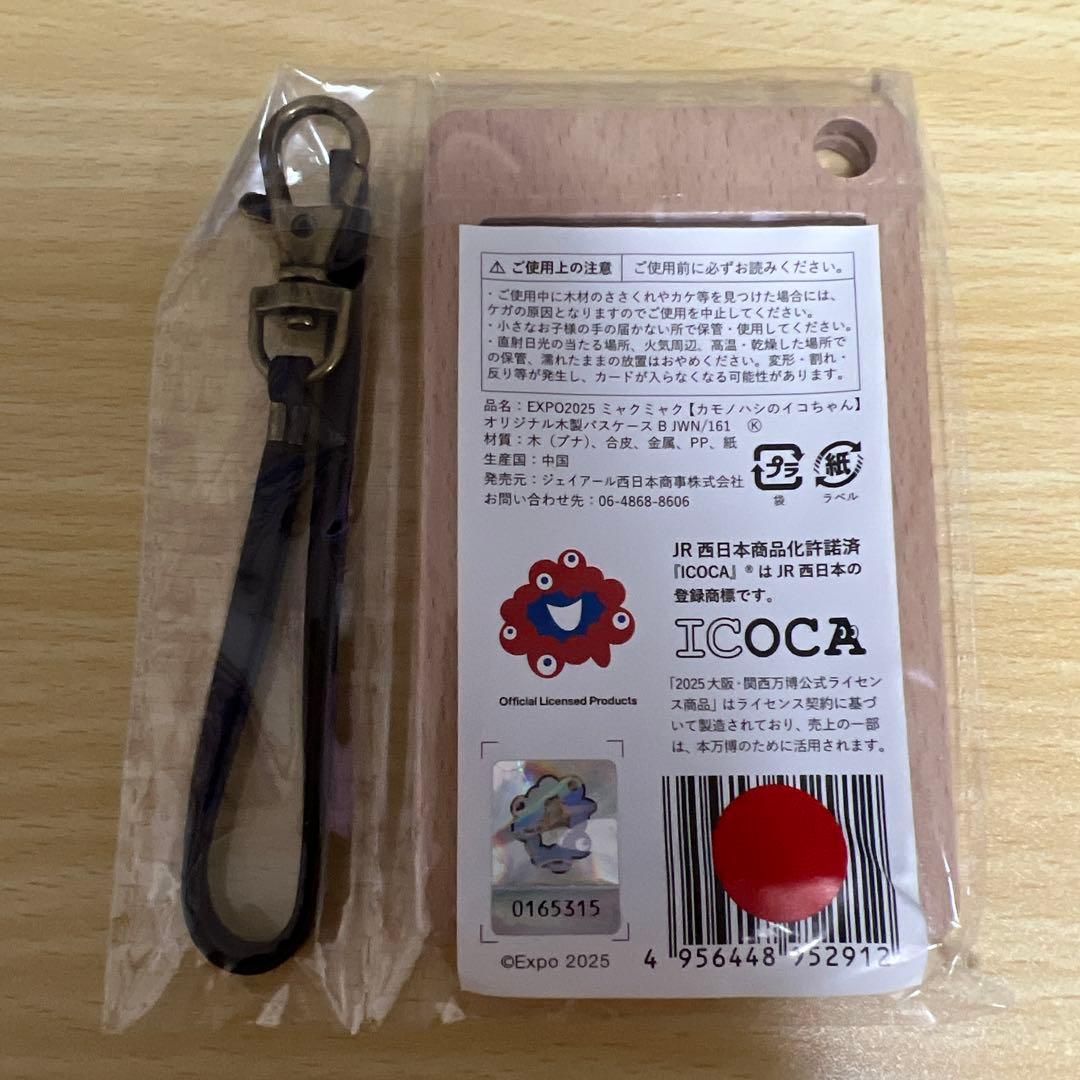 ⚠ ご使用上の注意 ご使用前に必ずお読みください。
・ご使用中に木材のささくれやカケ等を見つけた場合には、
ケガの原因となりますのでご使用を中止してください。
・小さなお子様の手の届かない所で保管・使用してください。
・直射日光の当たる場所、火気周辺、高温・乾燥した場所で
の保管、濡れたままの放置はおやめください。変形・割れ・
反り等が発生し、カードが入らなくなる可能性があります。
品名：EXPO2025 ミャクミャク【カモノハシのイコちゃん】
オリジナル木製パスケース B JWN/161 Ⓚ
材質：木（ブナ）、合皮、金属、PP、紙
生産国：中国
発売元：ジェイアール西日本商事株式会社
お問い合わせ先：06-4868-8606
プラ
袋
紙
ラベル
JR 西日本商品化許諾済
『ICOCA』® は JR 西日本の
登録商標です。
ICOCA
Official Licensed Products
「2025 大阪・関西万博公式ライセン
ス商品」はライセンス契約に基づ
いて製造されており、売上の一部
は、本万博のために活用されます。
0165315
©Expo 2025
4 956448 952912